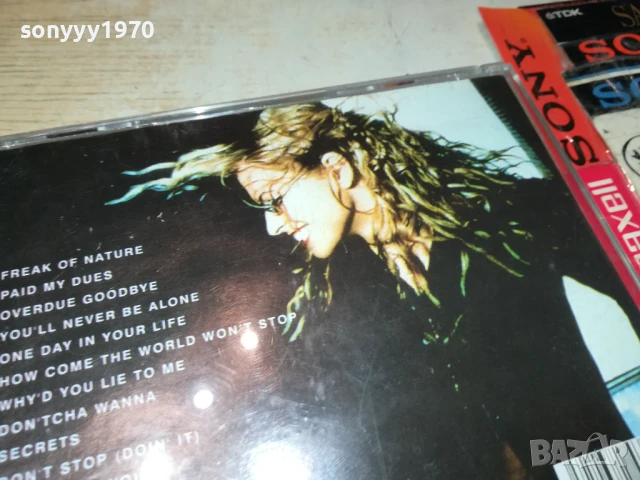 sonyyy1970
TDK
SO
SONY
maxell
FREAK OF NATURE
PAID MY DUES
OVERDUE GOODBYE
YOU'LL NEVER BE ALONE
ONE DAY IN YOUR LIFE
HOW COME THE WORLD WON'T STOP
WHY'D YOU LIE TO ME
DON'TCHA WANNA
SECRETS
DON'T STOP (DOIN' IT)
BAZAR